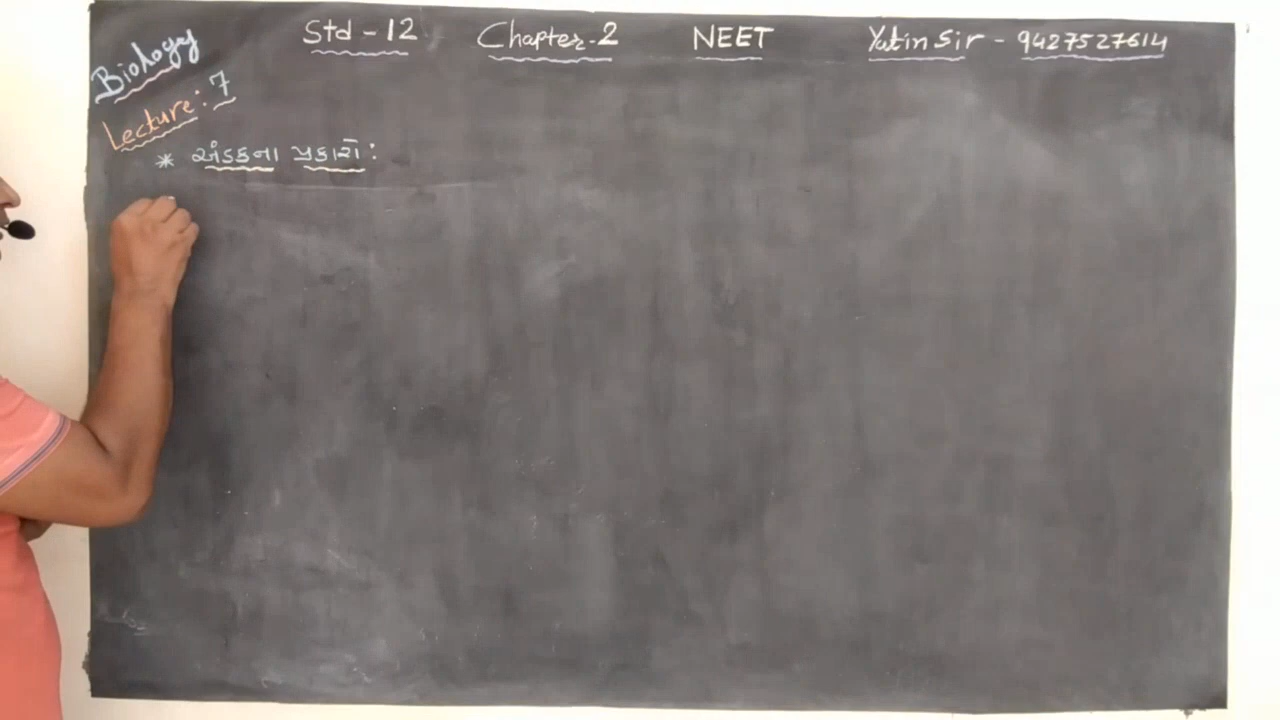 Std - 12 Chapter-2 NEET Yatin Sir - 9427527614
Biology
Lecture: 7
* અંડકના પ્રકારો: